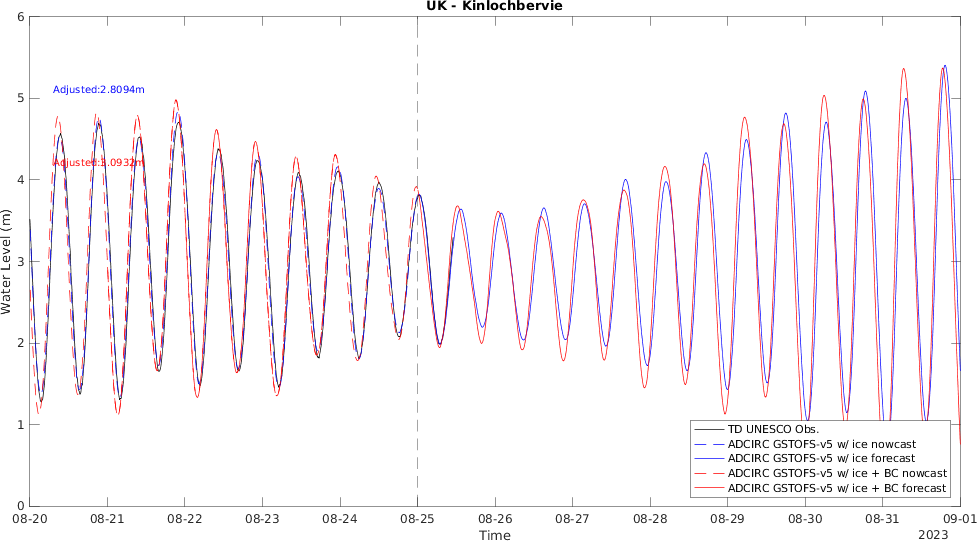 UK - Kinlochbervie
6
5
4
3
2
1
0
Water Level (m)
Adjusted:2.8094m
Adjusted:3.0932m
TD UNESCO Obs.
ADCIRC GSTOFS-v5 w/ ice nowcast
ADCIRC GSTOFS-v5 w/ ice forecast
ADCIRC GSTOFS-v5 w/ ice + BC nowcast
ADCIRC GSTOFS-v5 w/ ice + BC forecast
08-20 08-21 08-22 08-23 08-24 08-25 08-26 08-27 08-28 08-29 08-30 08-31 09-01
Time
2023